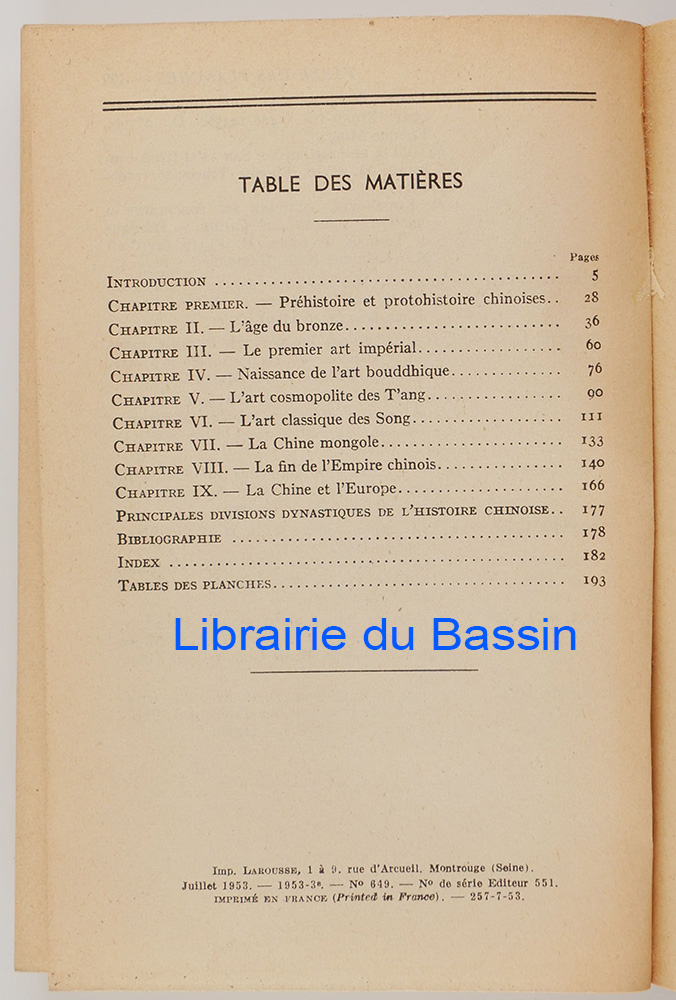 TABLE DES MATIÈRES
Pages
INTRODUCTION ........................................ 5
CHAPITRE PREMIER. — Préhistoire et protohistoire chinoises.. 28
CHAPITRE II. — L'âge du bronze.......................... 36
CHAPITRE III. — Le premier art impérial................. 60
CHAPITRE IV. — Naissance de l'art bouddhique............. 76
CHAPITRE V. — L'art cosmopolite des T'ang................ 90
CHAPITRE VI. — L'art classique des Song.................. 111
CHAPITRE VII. — La Chine mongole...................... 133
CHAPITRE VIII. — La fin de l'Empire chinois............... 140
CHAPITRE IX. — La Chine et l'Europe.................... 166
PRINCIPALES DIVISIONS DYNASTIQUES DE L'HISTOIRE CHINOISE.. 177
BIBLIOGRAPHIE ....................................... 178
INDEX ............................................... 182
TABLES DES PLANCHES.................................. 193
Librairie du Bassin
Imp. LAROUSSE, 1 à 9, rue d'Arcueil, Montrouge (Seine).
Juillet 1953. — 1953-3e. — No 649. — No de série Editeur 551.
IMPRIMÉ EN FRANCE (Printed in France). — 257-7-53.